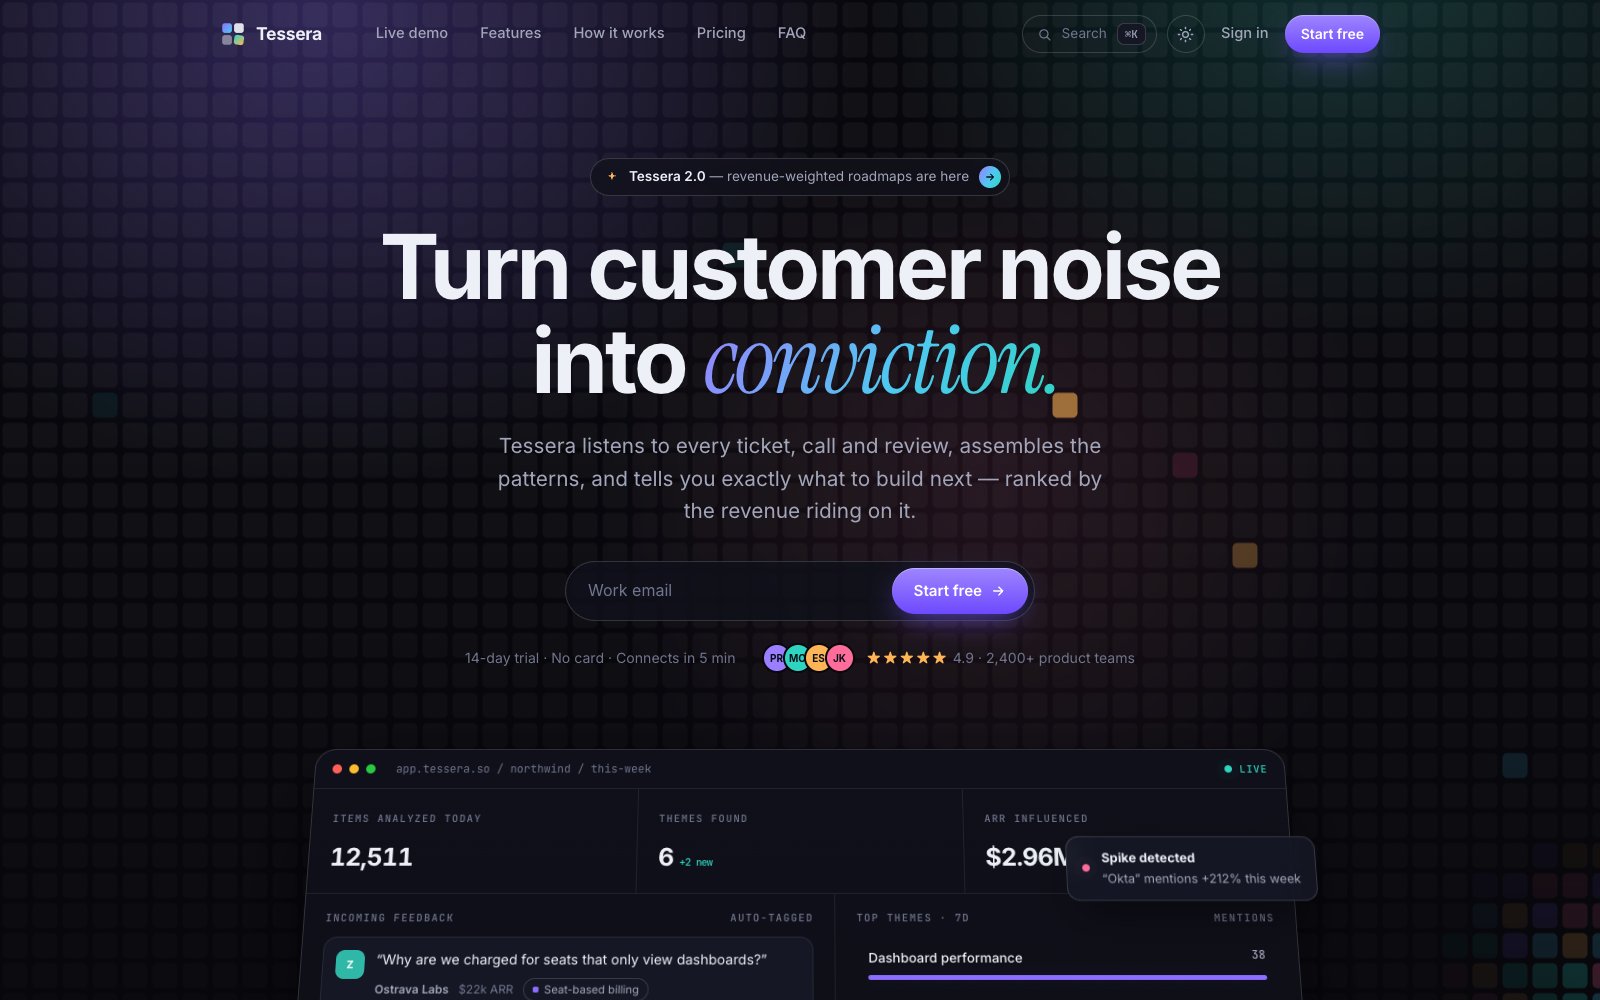 Tessera
Live demo
Features
How it works
Pricing
FAQ
Search
⌘K
Sign in
Start free
Tessera 2.0 — revenue-weighted roadmaps are here
Turn customer noise
into conviction.
Tessera listens to every ticket, call and review, assembles the
patterns, and tells you exactly what to build next — ranked by
the revenue riding on it.
Work email
Start free
14-day trial · No card · Connects in 5 min
PR
MO
ES
JK
4.9 · 2,400+ product teams
app.tessera.so / northwind / this-week
LIVE
ITEMS ANALYZED TODAY
THEMES FOUND
ARR INFLUENCED
12,511
6 +2 new
$2.96M
Spike detected
“Okta” mentions +212% this week
INCOMING FEEDBACK
AUTO-TAGGED
TOP THEMES · 7D
MENTIONS
Z
“Why are we charged for seats that only view dashboards?”
Ostrava Labs $22k ARR Seat-based billing
Dashboard performance
38